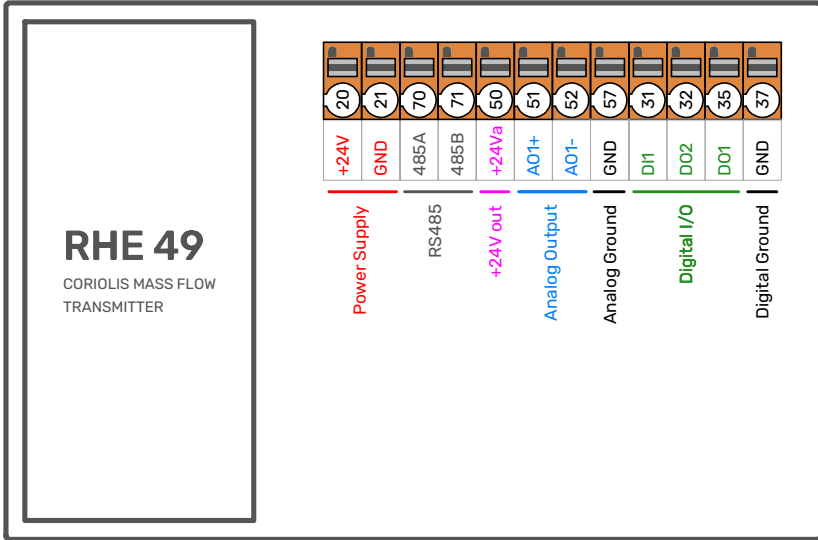 RHE 49
CORIOLIS MASS FLOW
TRANSMITTER
20 21 70 71 50 51 52 57 31 32 35 37
+24V GND 485A 485B +24Va AO1+ AO1- GND DI1 DO2 DO1 GND
Power Supply
RS485
+24V out
Analog Output
Analog Ground
Digital I/O
Digital Ground